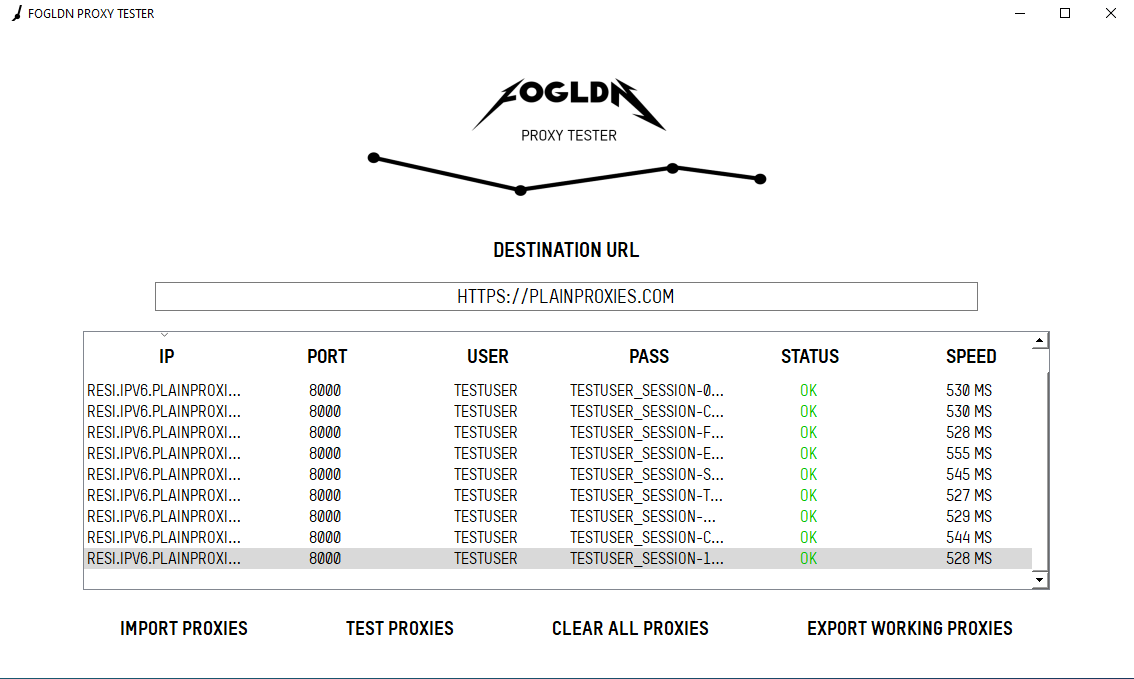 FOGLDN PROXY TESTER
FOGLDN
PROXY TESTER
DESTINATION URL
HTTPS://PLAINPROXIES.COM
IP PORT USER PASS STATUS SPEED
RESI.IPV6.PLAINPROXI... 8000 TESTUSER TESTUSER_SESSION-0... OK 530 MS
RESI.IPV6.PLAINPROXI... 8000 TESTUSER TESTUSER_SESSION-C... OK 530 MS
RESI.IPV6.PLAINPROXI... 8000 TESTUSER TESTUSER_SESSION-F... OK 528 MS
RESI.IPV6.PLAINPROXI... 8000 TESTUSER TESTUSER_SESSION-E... OK 555 MS
RESI.IPV6.PLAINPROXI... 8000 TESTUSER TESTUSER_SESSION-S... OK 545 MS
RESI.IPV6.PLAINPROXI... 8000 TESTUSER TESTUSER_SESSION-T... OK 527 MS
RESI.IPV6.PLAINPROXI... 8000 TESTUSER TESTUSER_SESSION-... OK 529 MS
RESI.IPV6.PLAINPROXI... 8000 TESTUSER TESTUSER_SESSION-C... OK 544 MS
RESI.IPV6.PLAINPROXI... 8000 TESTUSER TESTUSER_SESSION-1... OK 528 MS
IMPORT PROXIES TEST PROXIES CLEAR ALL PROXIES EXPORT WORKING PROXIES